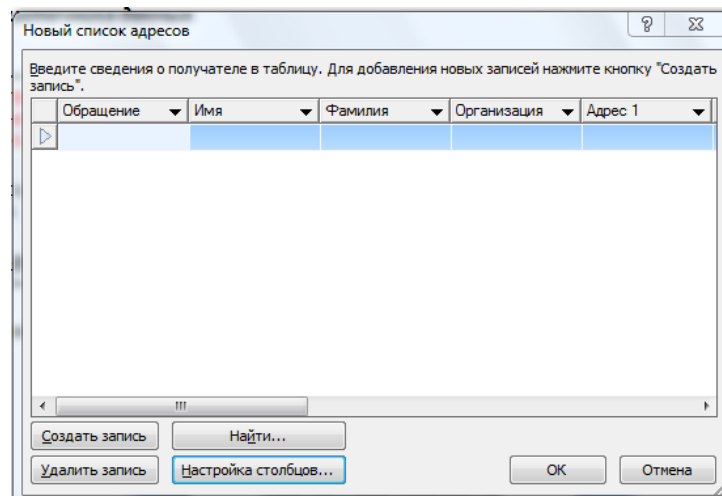 Новый список адресов
Введите сведения о получателе в таблицу. Для добавления новых записей нажмите кнопку "Создать
запись".
Обращение Имя Фамилия Организация Адрес 1
Создать запись Найти...
Удалить запись Настройка столбцов... ОК Отмена